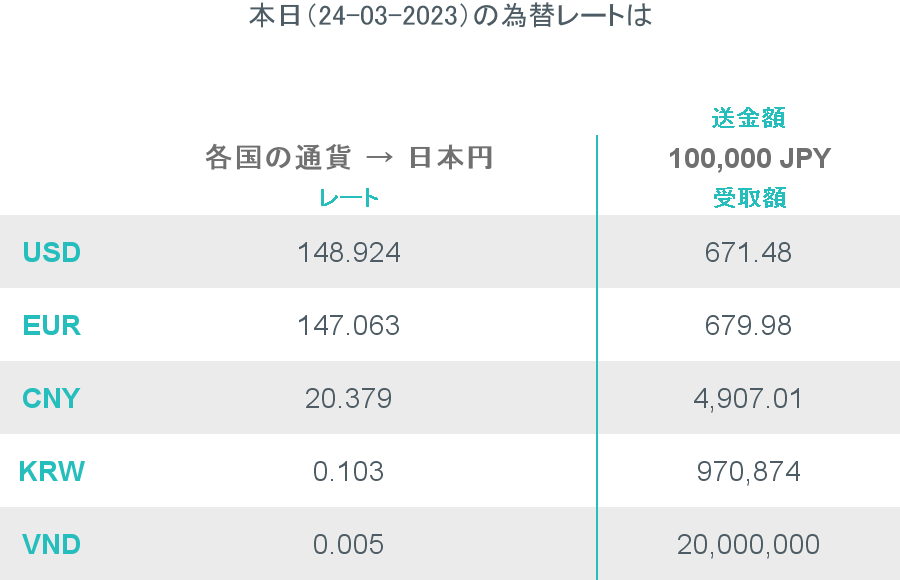 本日（24-03-2023）の為替レートは
送金額
各国の通貨 → 日本円
100,000 JPY
レート
受取額
USD 148.924 671.48
EUR 147.063 679.98
CNY 20.379 4,907.01
KRW 0.103 970,874
VND 0.005 20,000,000